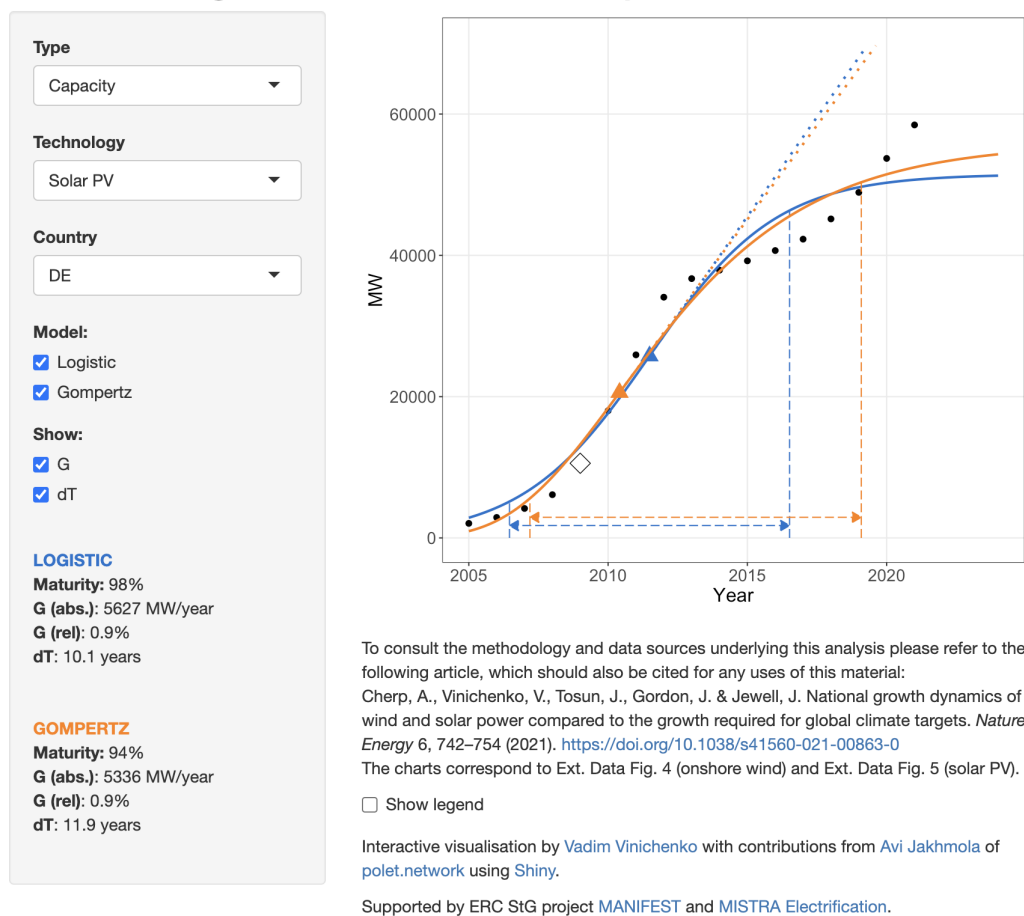 Type
Capacity
Technology
Solar PV
Country
DE
Model:
Logistic
Gompertz
Show:
G
dT
LOGISTIC
Maturity: 98%
G (abs.): 5627 MW/year
G (rel): 0.9%
dT: 10.1 years
GOMPERTZ
Maturity: 94%
G (abs.): 5336 MW/year
G (rel): 0.9%
dT: 11.9 years
60000
40000
20000
0
MW
2005 2010 2015 2020
Year
To consult the methodology and data sources underlying this analysis please refer to the
following article, which should also be cited for any uses of this material:
Cherp, A., Vinichenko, V., Tosun, J., Gordon, J. & Jewell, J. National growth dynamics of
wind and solar power compared to the growth required for global climate targets. Nature
Energy 6, 742–754 (2021). https://doi.org/10.1038/s41560-021-00863-0
The charts correspond to Ext. Data Fig. 4 (onshore wind) and Ext. Data Fig. 5 (solar PV).
Show legend
Interactive visualisation by Vadim Vinichenko with contributions from Avi Jakhmola of
polet.network using Shiny.
Supported by ERC StG project MANIFEST and MISTRA Electrification.